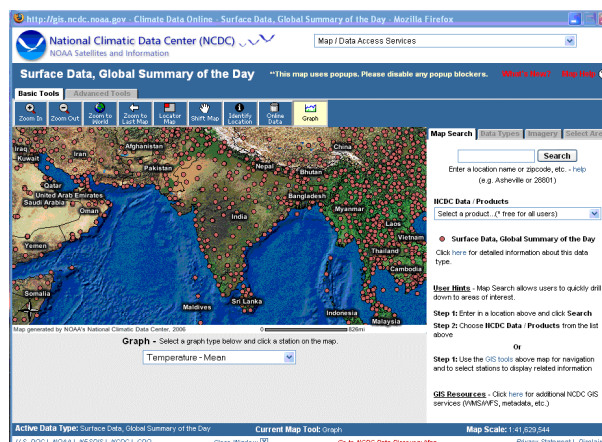 http://gis.ncdc.noaa.gov - Climate Data Online - Surface Data, Global Summary of the Day - Mozilla Firefox
National Climatic Data Center (NCDC)
NOAA Satellites and Information
Map / Data Access Services
Surface Data, Global Summary of the Day
**This map uses popups. Please disable any popup blockers.
What's New?
Map Help
Basic Tools
Advanced Tools
Zoom In
Zoom Out
Zoom to World
Zoom to Last Map
Locator Map
Shift Map
Identify Location
Online Data
Graph
Iraq
Kuwait
Iran
Afghanistan
Pakistan
China
Nepal
Bhutan
Qatar
United Arab Emirates
Saudi Arabia
Oman
Bangladesh
India
Myanmar
Laos
Vietnam
Thailand
Cambodia
Yemen
Somalia
Maldives
Sri Lanka
Indonesia
Malaysia
Map generated by NOAA's National Climatic Data Center, 2006
0
826mi
Graph - Select a graph type below and click a station on the map.
Temperature - Mean
Map Search
Data Types
Imagery
Select Are
Search
Enter a location name or zipcode, etc. - help
(e.g. Asheville or 28801)
NCDC Data / Products
Select a product...(* free for all users)
Surface Data, Global Summary of the Day
Click here for detailed information about this data
type.
User Hints - Map Search allows users to quickly drill
down to areas of interest.
Step 1: Enter in a location above and click Search
Step 2: Choose NCDC Data / Products from the list
above
Or
Step 1: Use the GIS tools above map for navigation
and to select stations to display related information
GIS Resources - Click here for additional NCDC GIS
services (WMS/WFS, metadata, etc.)
Active Data Type: Surface Data, Global Summary of the Day
Current Map Tool: Graph
Map Scale: 1:41,629,544